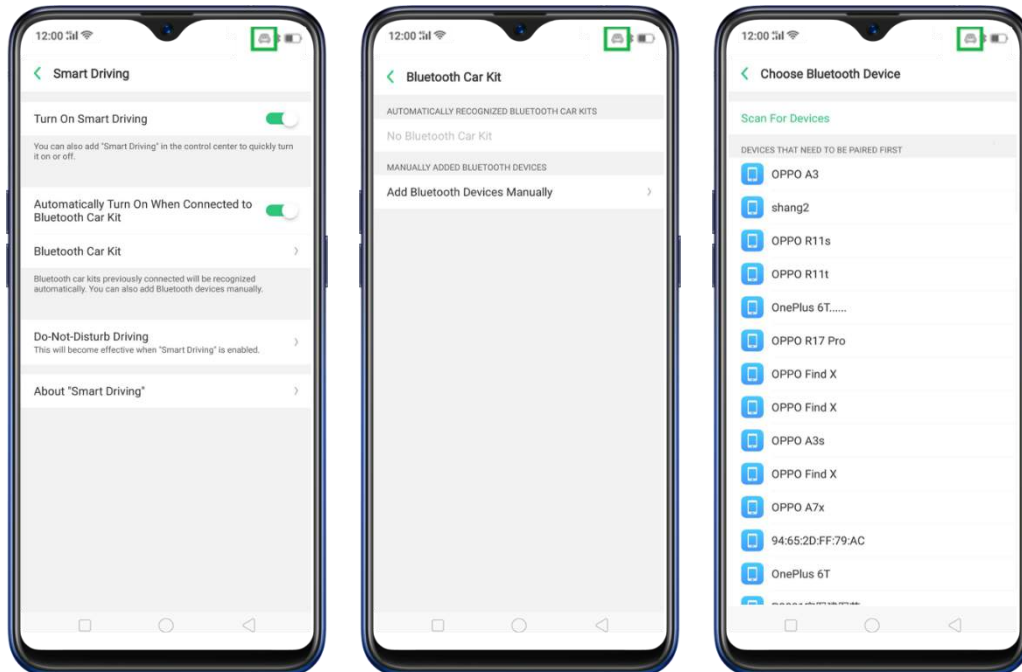 12:00
Smart Driving
Turn On Smart Driving
You can also add "Smart Driving" in the control center to quickly turn
it on or off.
Automatically Turn On When Connected to
Bluetooth Car Kit
Bluetooth Car Kit
Bluetooth car kits previously connected will be recognized
automatically. You can also add Bluetooth devices manually.
Do-Not-Disturb Driving
This will become effective when "Smart Driving" is enabled.
About "Smart Driving"
12:00
Bluetooth Car Kit
AUTOMATICALLY RECOGNIZED BLUETOOTH CAR KITS
No Bluetooth Car Kit
MANUALLY ADDED BLUETOOTH DEVICES
Add Bluetooth Devices Manually
12:00
Choose Bluetooth Device
Scan For Devices
DEVICES THAT NEED TO BE PAIRED FIRST
OPPO A3
shang2
OPPO R11s
OPPO R11t
OnePlus 6T......
OPPO R17 Pro
OPPO Find X
OPPO Find X
OPPO A3s
OPPO Find X
OPPO A7x
94:65:2D:FF:79:AC
OnePlus 6T